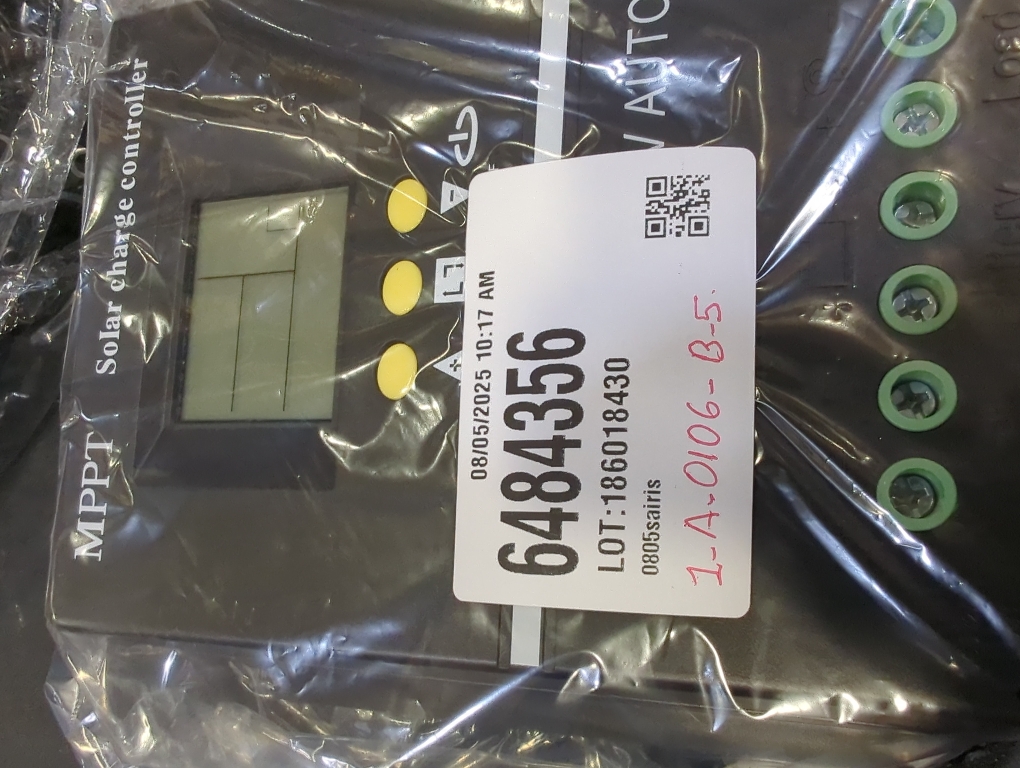 MPPT Solar charge controller
V AUTO
08/05/2025 10:17 AM
6484356
LOT:186018430
0805sairis
1-A-0106-B-5.